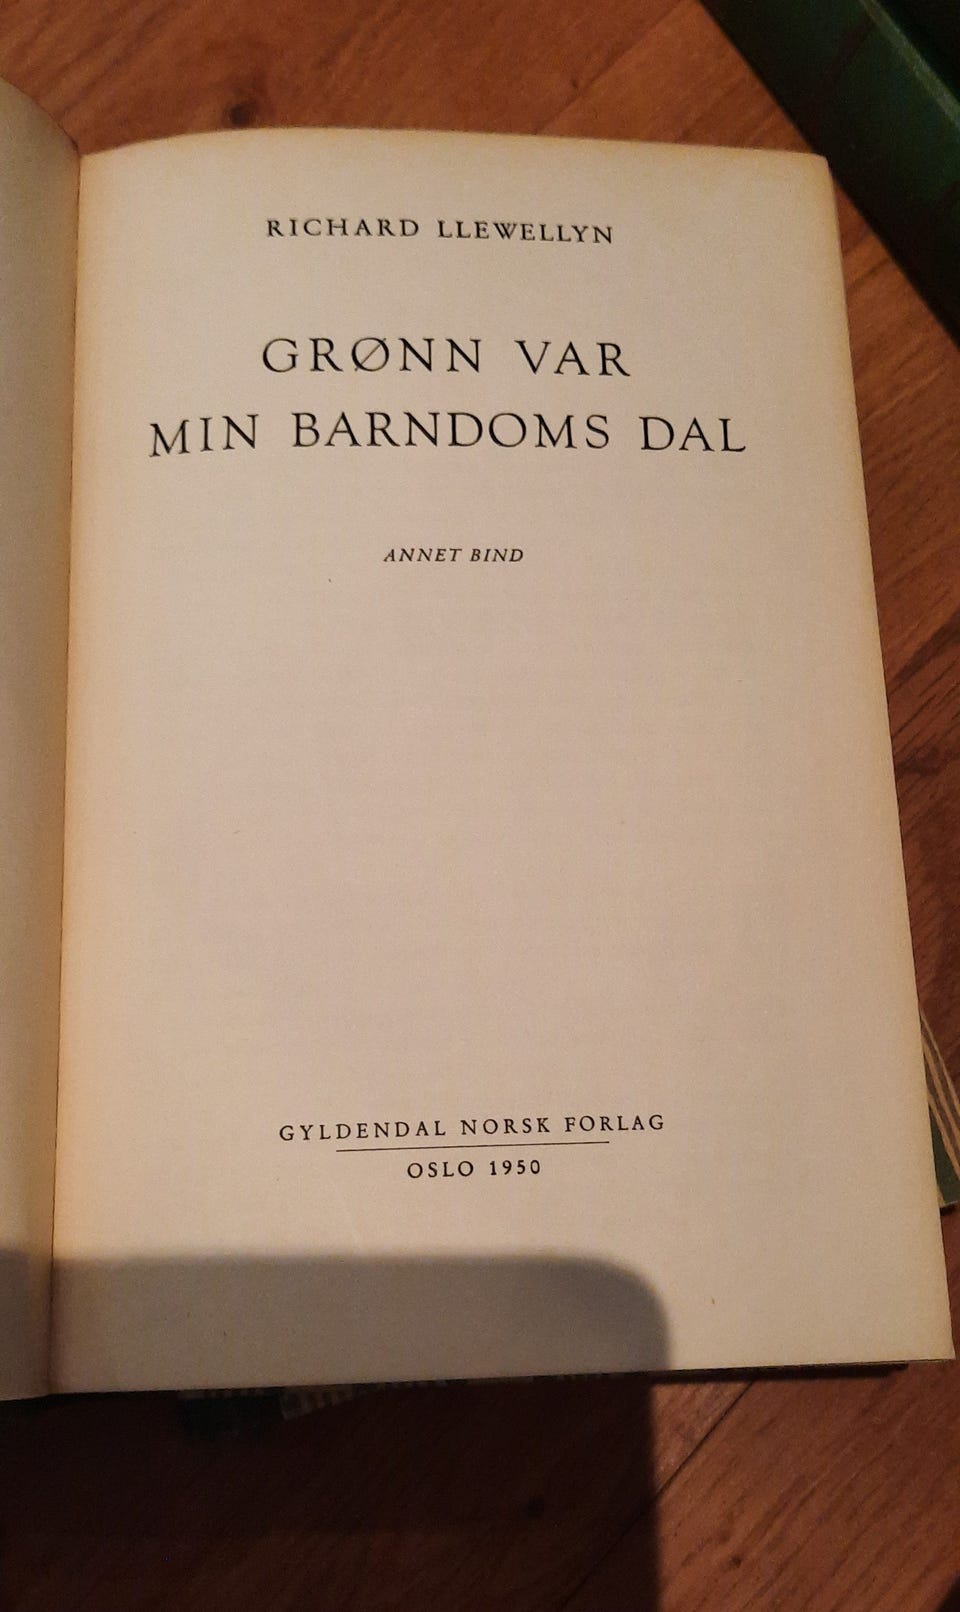 RICHARD LLEWELLYN
GRØNN VAR
MIN BARNDOMS DAL
ANNET BIND
GYLDENDAL NORSK FORLAG
OSLO 1950